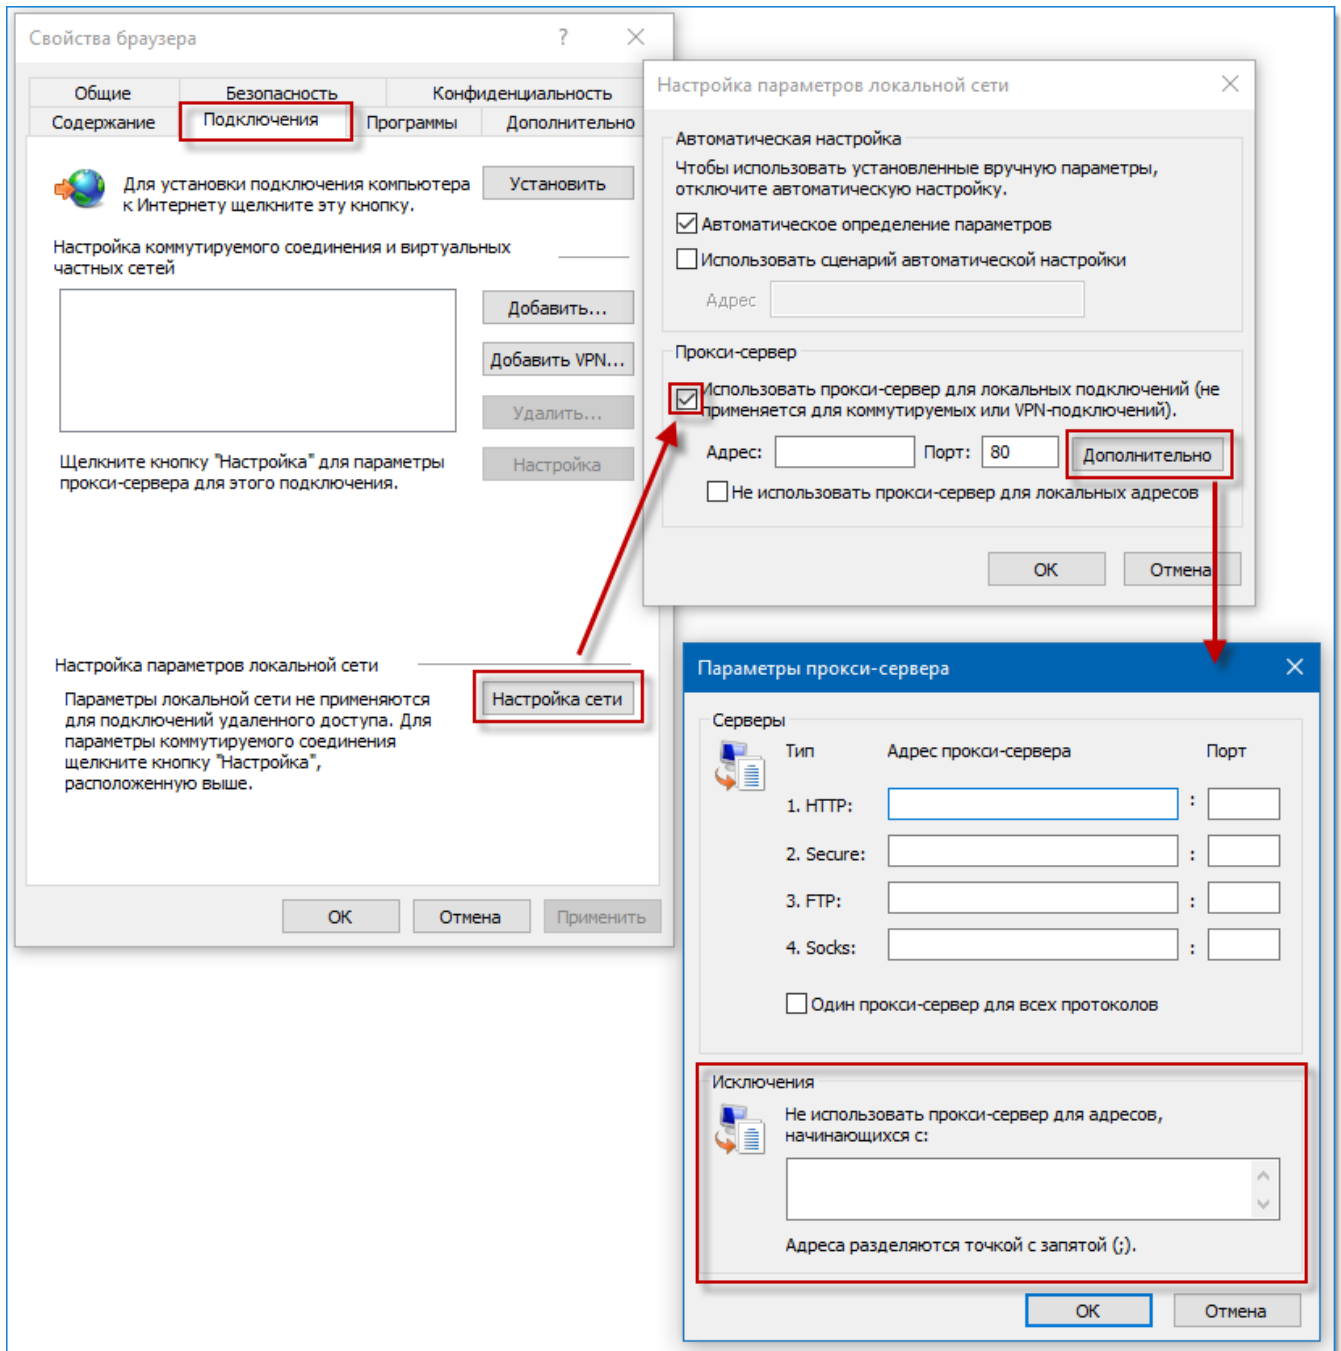 Свойства браузера
?
Общие
Безопасность
Конфиденциальность
Содержание
Подключения
Программы
Дополнительно
Для установки подключения компьютера
к Интернету щелкните эту кнопку.
Установить
Настройка коммутируемого соединения и виртуальных
частных сетей
Добавить...
Добавить VPN...
Удалить...
Настройка
Щелкните кнопку "Настройка" для параметры
прокси-сервера для этого подключения.
Настройка параметров локальной сети
Параметры локальной сети не применяются
для подключений удаленного доступа. Для
параметры коммутируемого соединения
щелкните кнопку "Настройка",
расположенную выше.
Настройка сети
ОК
Отмена
Применить
Настройка параметров локальной сети
Автоматическая настройка
Чтобы использовать установленные вручную параметры,
отключите автоматическую настройку.
Автоматическое определение параметров
Использовать сценарий автоматической настройки
Адрес
Прокси-сервер
Использовать прокси-сервер для локальных подключений (не
применяется для коммутируемых или VPN-подключений).
Адрес:
Порт:
80
Дополнительно
Не использовать прокси-сервер для локальных адресов
ОК
Отмена
Параметры прокси-сервера
Серверы
Тип
Адрес прокси-сервера
Порт
1. HTTP:
:
2. Secure:
:
3. FTP:
:
4. Socks:
:
Один прокси-сервер для всех протоколов
Исключения
Не использовать прокси-сервер для адресов,
начинающихся с:
Адреса разделяются точкой с запятой (;).
ОК
Отмена